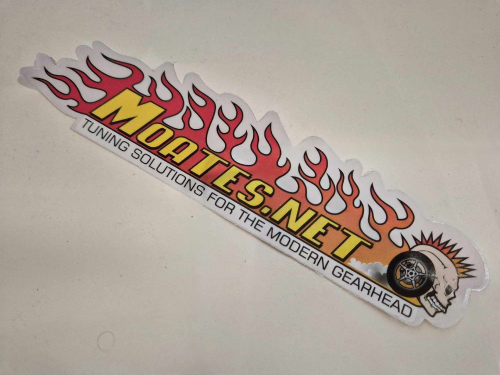 MOATES.NET
TUNING SOLUTIONS FOR THE MODERN GEARHEAD